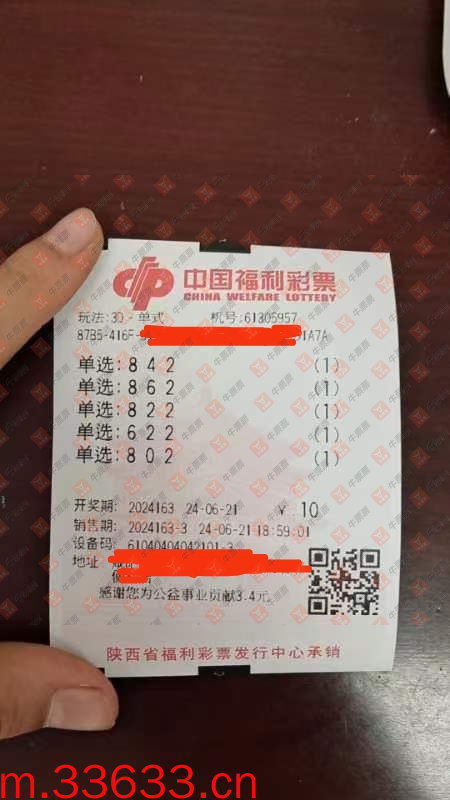 中国福利彩票
CHINA WELFARE LOTTERY
玩法:3D-单式 机号:61305957
87B5-416F- 1A7A
单选:8 4 2 (1)
单选:8 6 2 (1)
单选:8 2 2 (1)
单选:6 2 2 (1)
单选:8 0 2 (1)
开奖期: 2024163 24-06-21 ¥ 10
销售期: 2024163-3 24-06-21 18:59:01
设备码: 61040404042101-3
地址:
感谢您为公益事业贡献3.4元
陕西省福利彩票发行中心承销
m.33633.cn